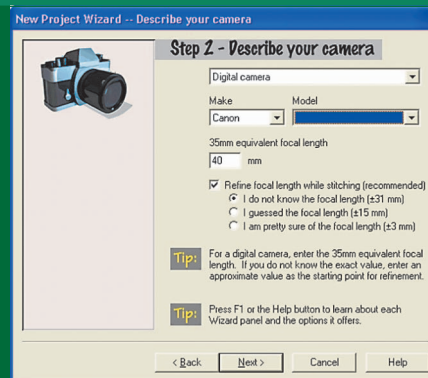 New Project Wizard -- Describe your camera
Step 2 - Describe your camera
Digital camera
Make Model
Canon
35mm equivalent focal length
40 mm
Refine focal length while stitching (recommended)
I do not know the focal length (±31 mm)
I guessed the focal length (±15 mm)
I am pretty sure of the focal length (±3 mm)
Tip: For a digital camera, enter the 35mm equivalent focal
length. If you do not know the exact value, enter an
approximate value as the starting point for refinement.
Tip: Press F1 or the Help button to learn about each
Wizard panel and the options it offers.
< Back Next > Cancel Help